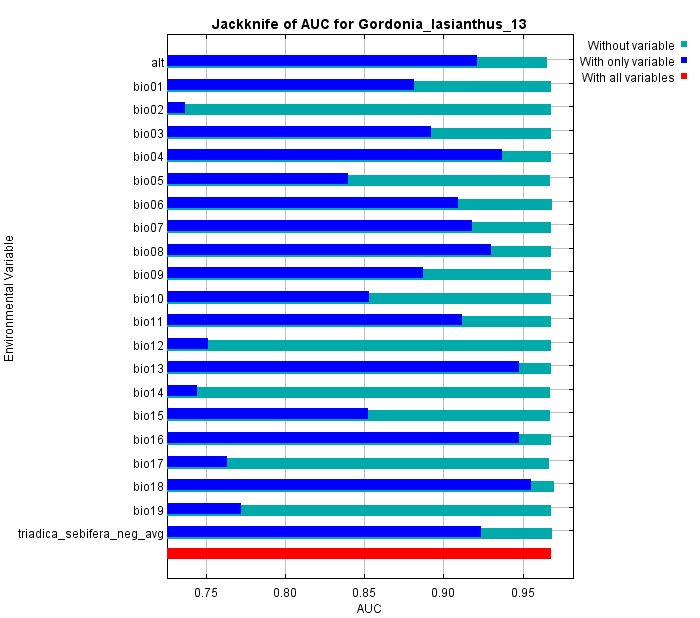 Jackknife of AUC for Gordonia_lasianthus_13
Without variable
With only variable
With all variables
Environmental Variable
alt
bio01
bio02
bio03
bio04
bio05
bio06
bio07
bio08
bio09
bio10
bio11
bio12
bio13
bio14
bio15
bio16
bio17
bio18
bio19
triadica_sebifera_neg_avg
0.75 0.80 0.85 0.90 0.95
AUC